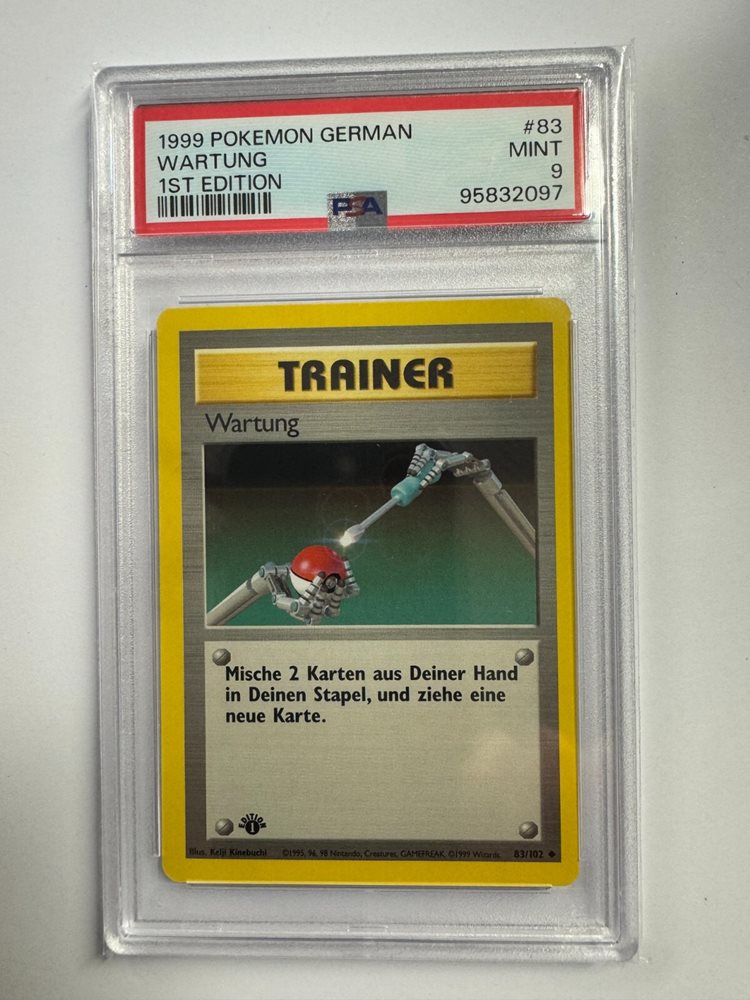 1999 POKEMON GERMAN #83
WARTUNG MINT
1ST EDITION 9
PSA 95832097
TRAINER
Wartung
Mische 2 Karten aus Deiner Hand
in Deinen Stapel, und ziehe eine
neue Karte.
EDITION 1
Illus. Keiji Kinebuchi ©1995, 96, 98 Nintendo, Creatures, GAMEFREAK. ©1999 Wizards. 83/102